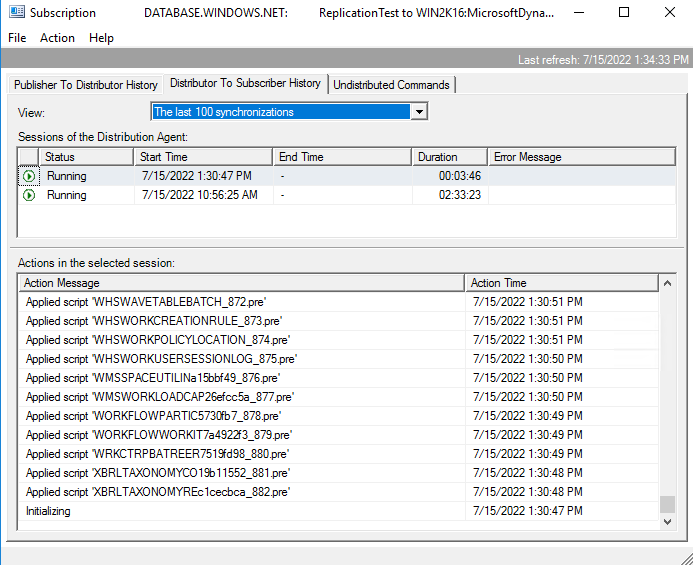 Subscription DATABASE.WINDOWS.NET: ReplicationTest to WIN2K16:MicrosoftDyna...
File Action Help
Last refresh: 7/15/2022 1:34:33 PM
Publisher To Distributor History Distributor To Subscriber History Undistributed Commands
View: The last 100 synchronizations
Sessions of the Distribution Agent:
Status Start Time End Time Duration Error Message
Running 7/15/2022 1:30:47 PM - 00:03:46
Running 7/15/2022 10:56:25 AM - 02:33:23
Actions in the selected session:
Action Message Action Time
Applied script 'WHSWAVETABLEBATCH_872.pre' 7/15/2022 1:30:51 PM
Applied script 'WHSWORKCREATIONRULE_873.pre' 7/15/2022 1:30:51 PM
Applied script 'WHSWORKPOLICYLOCATION_874.pre' 7/15/2022 1:30:51 PM
Applied script 'WHSWORKUSERSESSIONLOG_875.pre' 7/15/2022 1:30:50 PM
Applied script 'WMSSPACEUTILINa15bbf49_876.pre' 7/15/2022 1:30:50 PM
Applied script 'WMSWORKLOADCAP26efcc5a_877.pre' 7/15/2022 1:30:50 PM
Applied script 'WORKFLOWPARTIC5730fb7_878.pre' 7/15/2022 1:30:49 PM
Applied script 'WORKFLOWWORKIT7a4922f3_879.pre' 7/15/2022 1:30:49 PM
Applied script 'WRKCTRPBATREER7519fd98_880.pre' 7/15/2022 1:30:49 PM
Applied script 'XBRLTAXONOMYCO19b11552_881.pre' 7/15/2022 1:30:48 PM
Applied script 'XBRLTAXONOMYREc1cecbca_882.pre' 7/15/2022 1:30:48 PM
Initializing 7/15/2022 1:30:47 PM